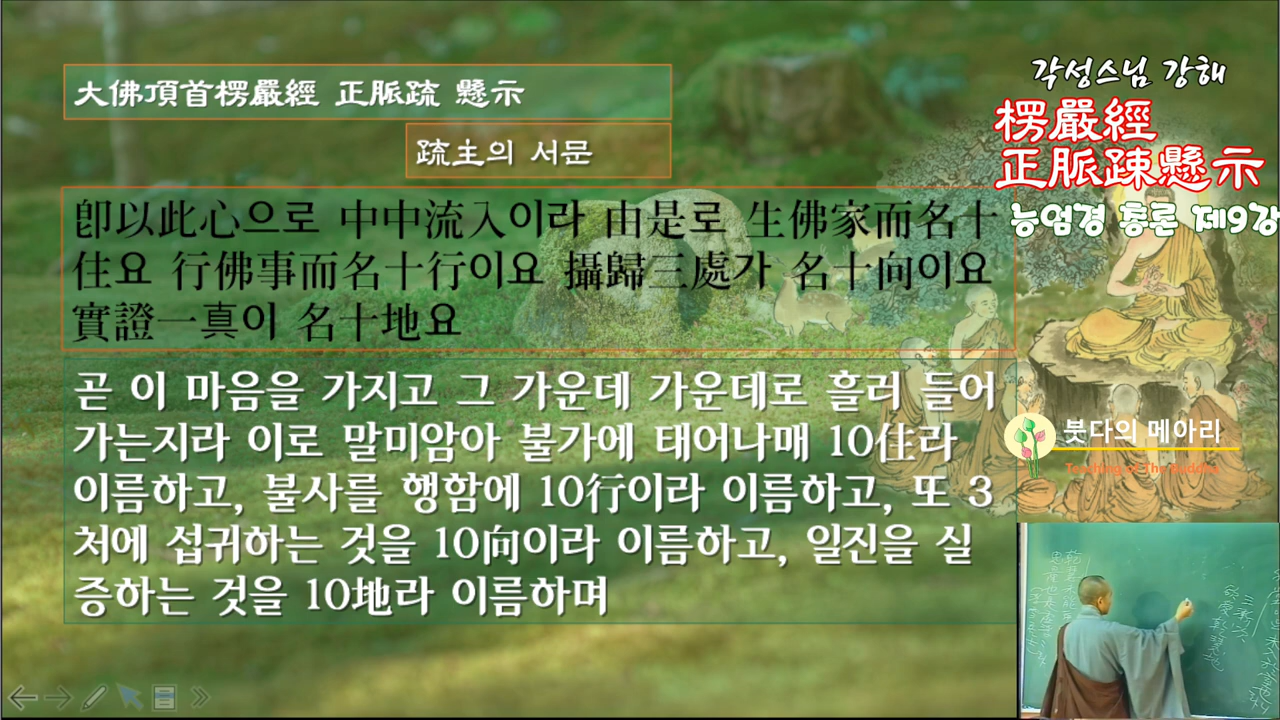 大佛頂首楞嚴經 正脈疏 懸示
疏主의 서문
卽以此心으로 中中流入이라 由是로 生佛家而名十
住요 行佛事而名十行이요 攝歸三處가 名十向이요
實證一真이 名十地요
곧 이 마음을 가지고 그 가운데 가운데로 흘러 들어
가는지라 이로 말미암아 불가에 태어나매 10住라
이름하고, 불사를 행함에 10行이라 이름하고, 또 3
처에 섭귀하는 것을 10向이라 이름하고, 일진을 실
증하는 것을 10地라 이름하며
각성스님 강해
楞嚴經
正脈疎懸示
능엄경 총론 제9강
붓다의 메아리
Teaching of The Buddha